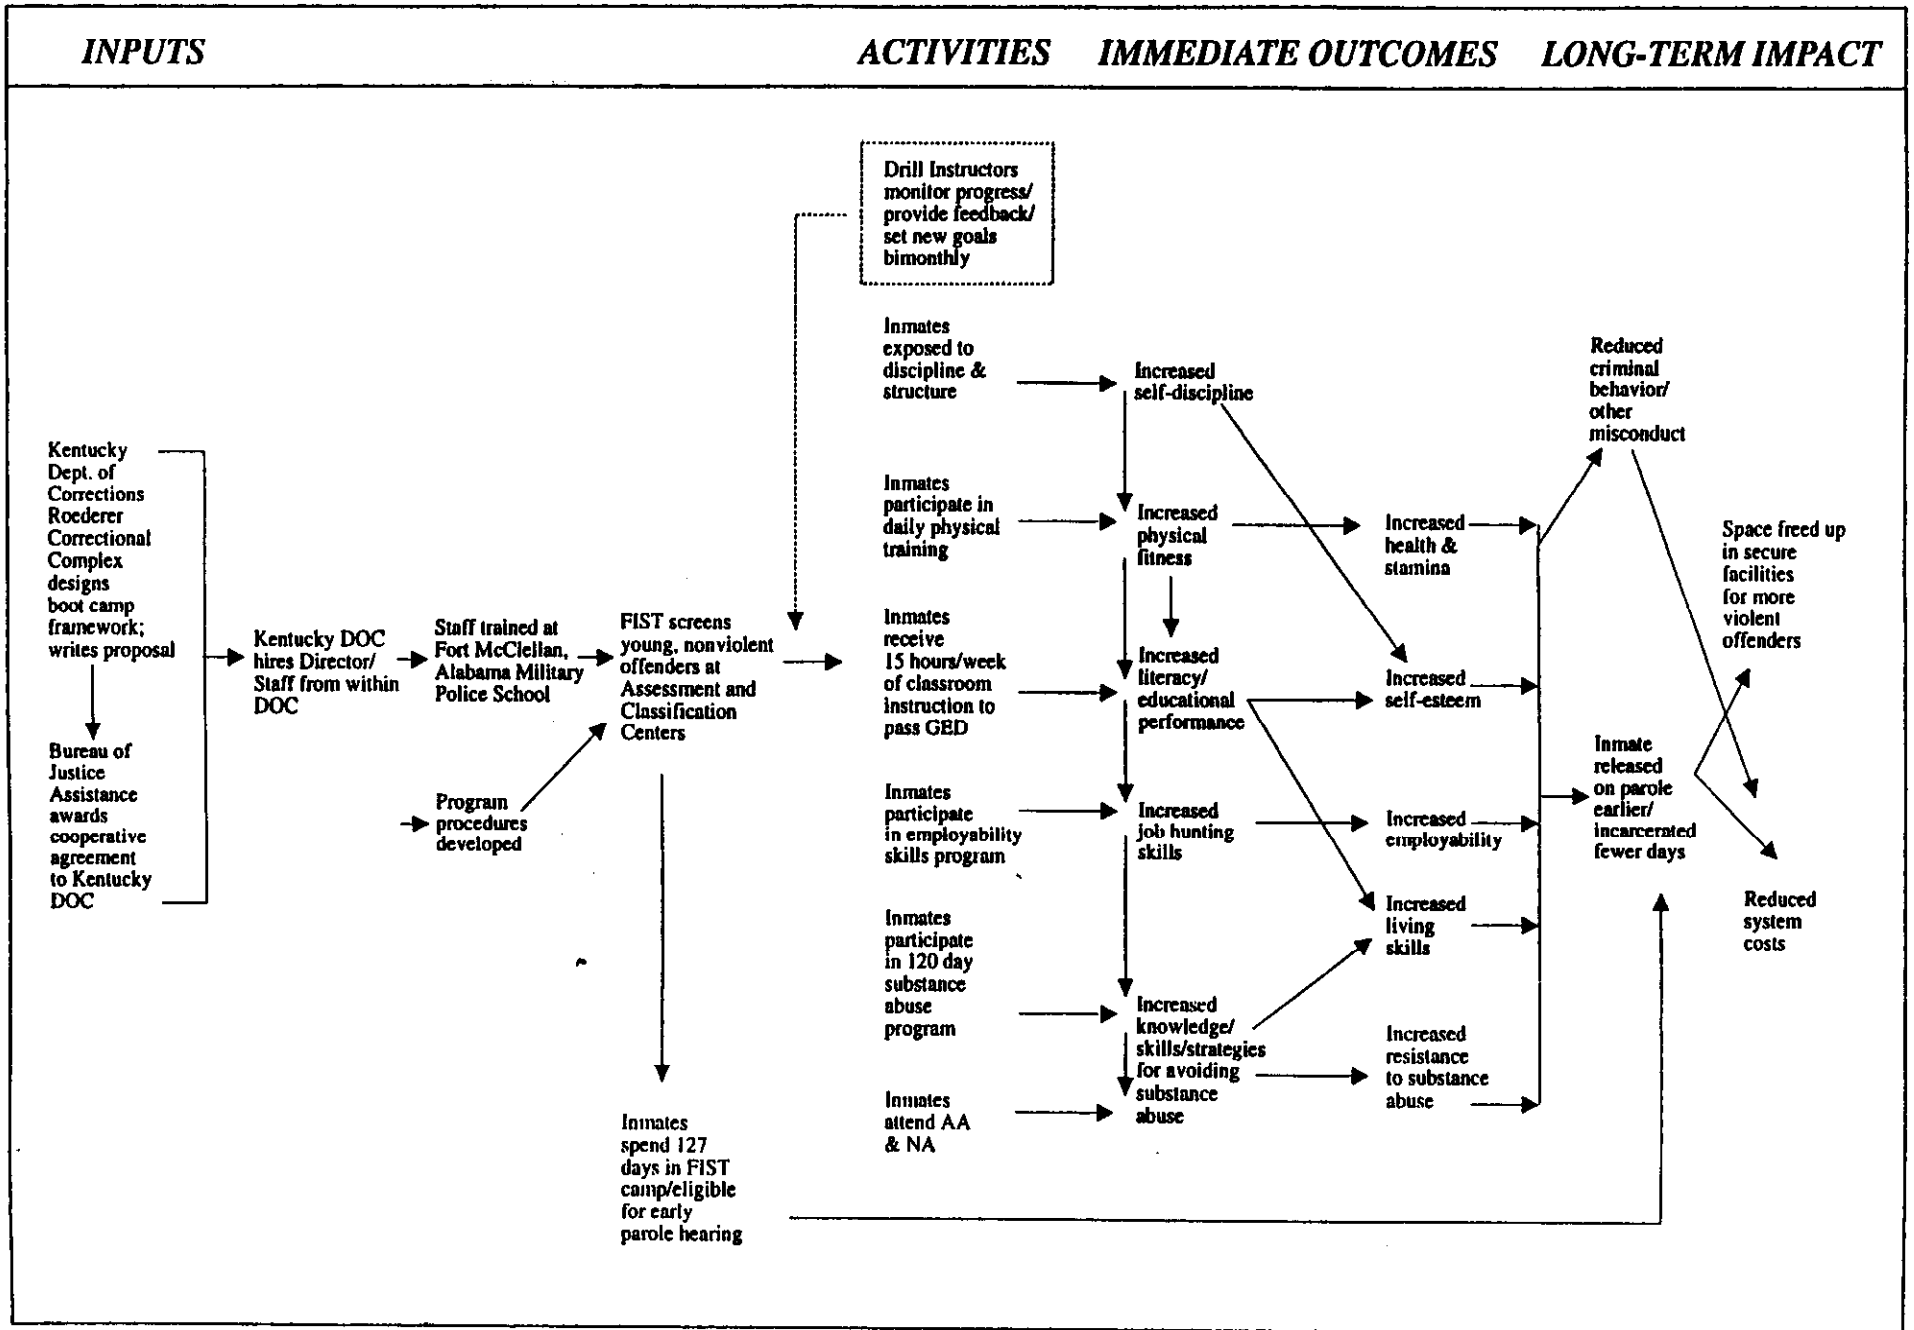 INPUTS
ACTIVITIES
IMMEDIATE OUTCOMES
LONG-TERM IMPACT
Drill Instructors
monitor progress/
provide feedback/
set new goals
bimonthly
Kentucky
Dept. of
Corrections
Roederer
Correctional
Complex
designs
boot camp
framework;
writes proposal
Bureau of
Justice
Assistance
awards
cooperative
agreement
to Kentucky
DOC
Kentucky DOC
hires Director/
Staff from within
DOC
Staff trained at
Fort McClellan,
Alabama Military
Police School
Program
procedures
developed
FIST screens
young, nonviolent
offenders at
Assessment and
Classification
Centers
Inmates
spend 127
days in FIST
camp/eligible
for early
parole hearing
Inmates
exposed to
discipline &
structure
Inmates
participate in
daily physical
training
Inmates
receive
15 hours/week
of classroom
instruction to
pass GED
Inmates
participate
in employability
skills program
Inmates
participate
in 120 day
substance
abuse
program
Inmates
attend AA
& NA
Increased
self-discipline
Increased
physical
fitness
Increased
literacy/
educational
performance
Increased
job hunting
skills
Increased
knowledge/
skills/strategies
for avoiding
substance
abuse
Increased
health &
stamina
Increased
self-esteem
Increased
employability
Increased
living
skills
Increased
resistance
to substance
abuse
Reduced
criminal
behavior/
other
misconduct
Inmate
released
on parole
earlier/
incarcerated
fewer days
Space freed up
in secure
facilities
for more
violent
offenders
Reduced
system
costs